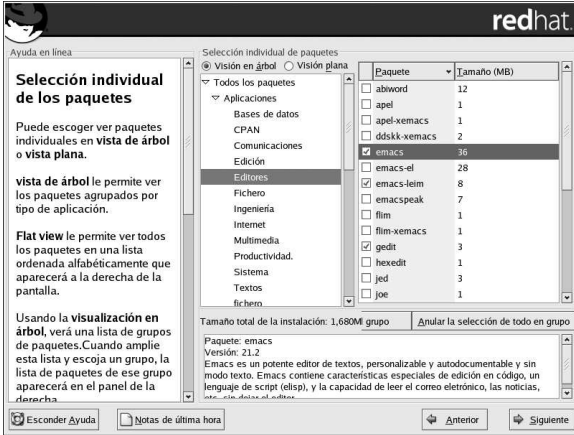 redhat.
Ayuda en línea
Selección individual
de los paquetes
Puede escoger ver paquetes
individuales en vista de árbol
o vista plana.
vista de árbol le permite ver
los paquetes agrupados por
tipo de aplicación.
Flat view le permite ver todos
los paquetes en una lista
ordenada alfabéticamente que
aparecerá a la derecha de la
pantalla.
Usando la visualización en
árbol, verá una lista de grupos
de paquetes.Cuando amplie
esta lista y escoja un grupo, la
lista de paquetes de ese grupo
aparecerá en el panel de la
derecha
Selección individual de paquetes
Visión en árbol Visión plana
Todos los paquetes
Aplicaciones
Bases de datos
CPAN
Comunicaciones
Edición
Editores
Fichero
Ingeniería
Internet
Multimedia
Productividad.
Sistema
Textos
fichero
Paquete Tamaño (MB)
abiword 12
apel 1
apel-xemacs 1
ddskk-xemacs 2
emacs 36
emacs-el 28
emacs-leim 8
emacspeak 7
flim 1
flim-xemacs 1
gedit 3
hexedit 1
jed 3
joe 1
Tamaño total de la instalación: 1,680M grupo Anular la selección de todo en grupo
Paquete: emacs
Versión: 21.2
Emacs es un potente editor de textos, personalizable y autodocumentable y sin
modo texto. Emacs contiene características especiales de edición en código, un
lenguaje de script (elisp), y la capacidad de leer el correo eletrónico, las noticias,
etc. sin dejar el editor
Esconder Ayuda Notas de última hora Anterior Siguiente